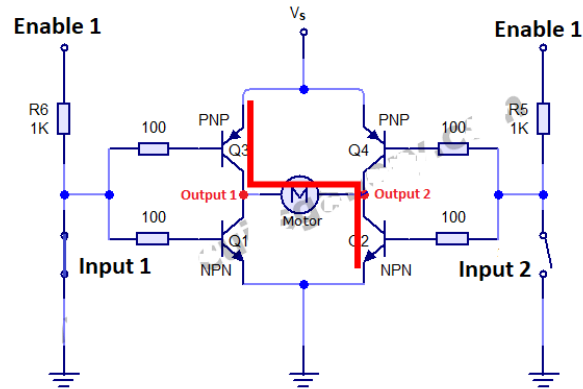 Enable 1
Vs
Enable 1
R6
1K
100
PNP
Q3
PNP
Q4
100
R5
1K
Output 1
M
Output 2
Motor
100
Q1
NPN
Q2
NPN
100
Input 1
Input 2